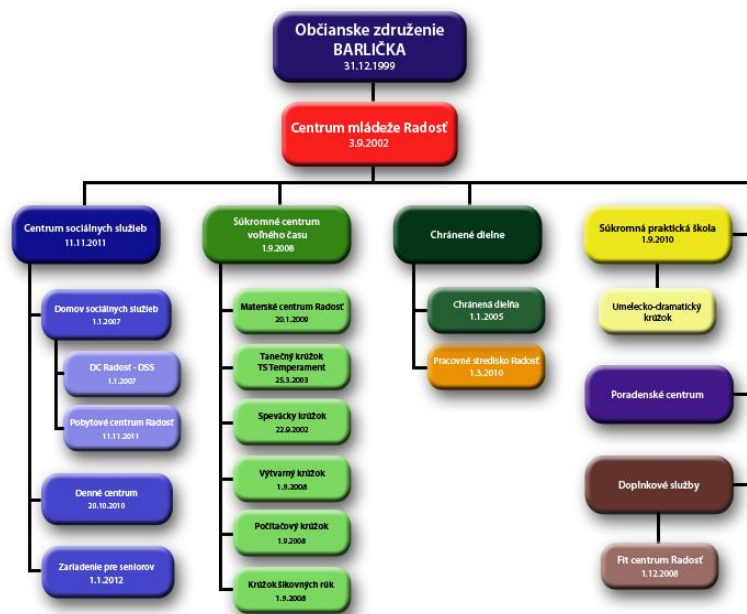 Občianske združenie
BARLIČKA
31.12.1999
Centrum mládeže Radosť
3.9.2002
Centrum sociálnych služieb
11.11.2011
Domov sociálnych služieb
1.1.2007
DC Radosť - DSS
1.1.2007
Pobytové centrum Radosť
11.11.2011
Denné centrum
20.10.2010
Zariadenie pre seniorov
1.1.2012
Súkromné centrum
voľného času
1.9.2008
Materské centrum Radosť
20.1.2009
Tanečný krúžok
TS Temperament
25.3.2003
Spevácky krúžok
22.9.2002
Výtvarný krúžok
1.9.2008
Počítačový krúžok
1.9.2008
Krúžok šikovných rúk
1.9.2008
Chránené dielne
Chránená dielňa
1.1.2005
Pracovné stredisko Radosť
1.3.2010
Súkromná praktická škola
1.9.2010
Umelecko-dramatický
krúžok
Poradenské centrum
Doplnkové služby
Fit centrum Radosť
1.12.2008